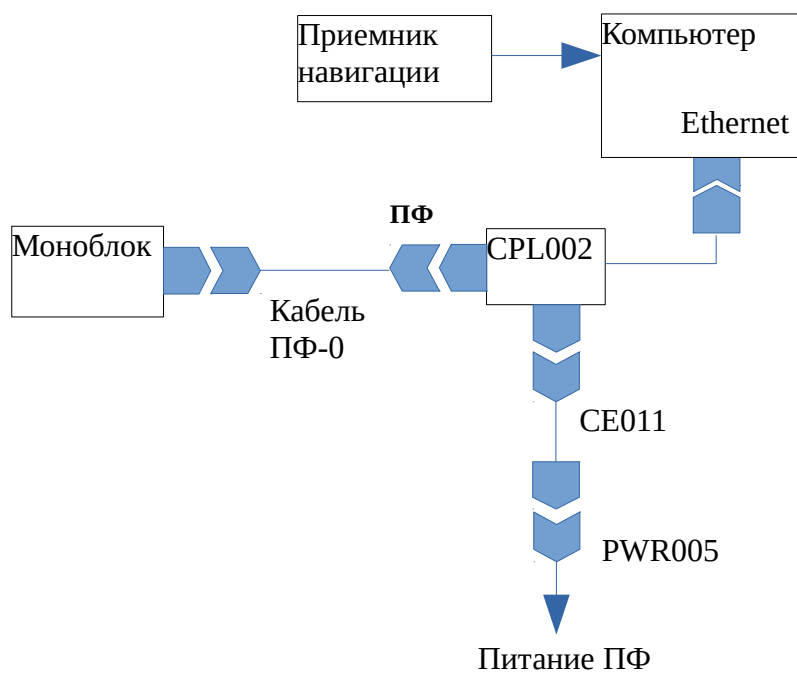 Приемник
навигации
Компьютер
Ethernet
ПФ
Моноблок
CPL002
Кабель
ПФ-0
CE011
PWR005
Питание ПФ